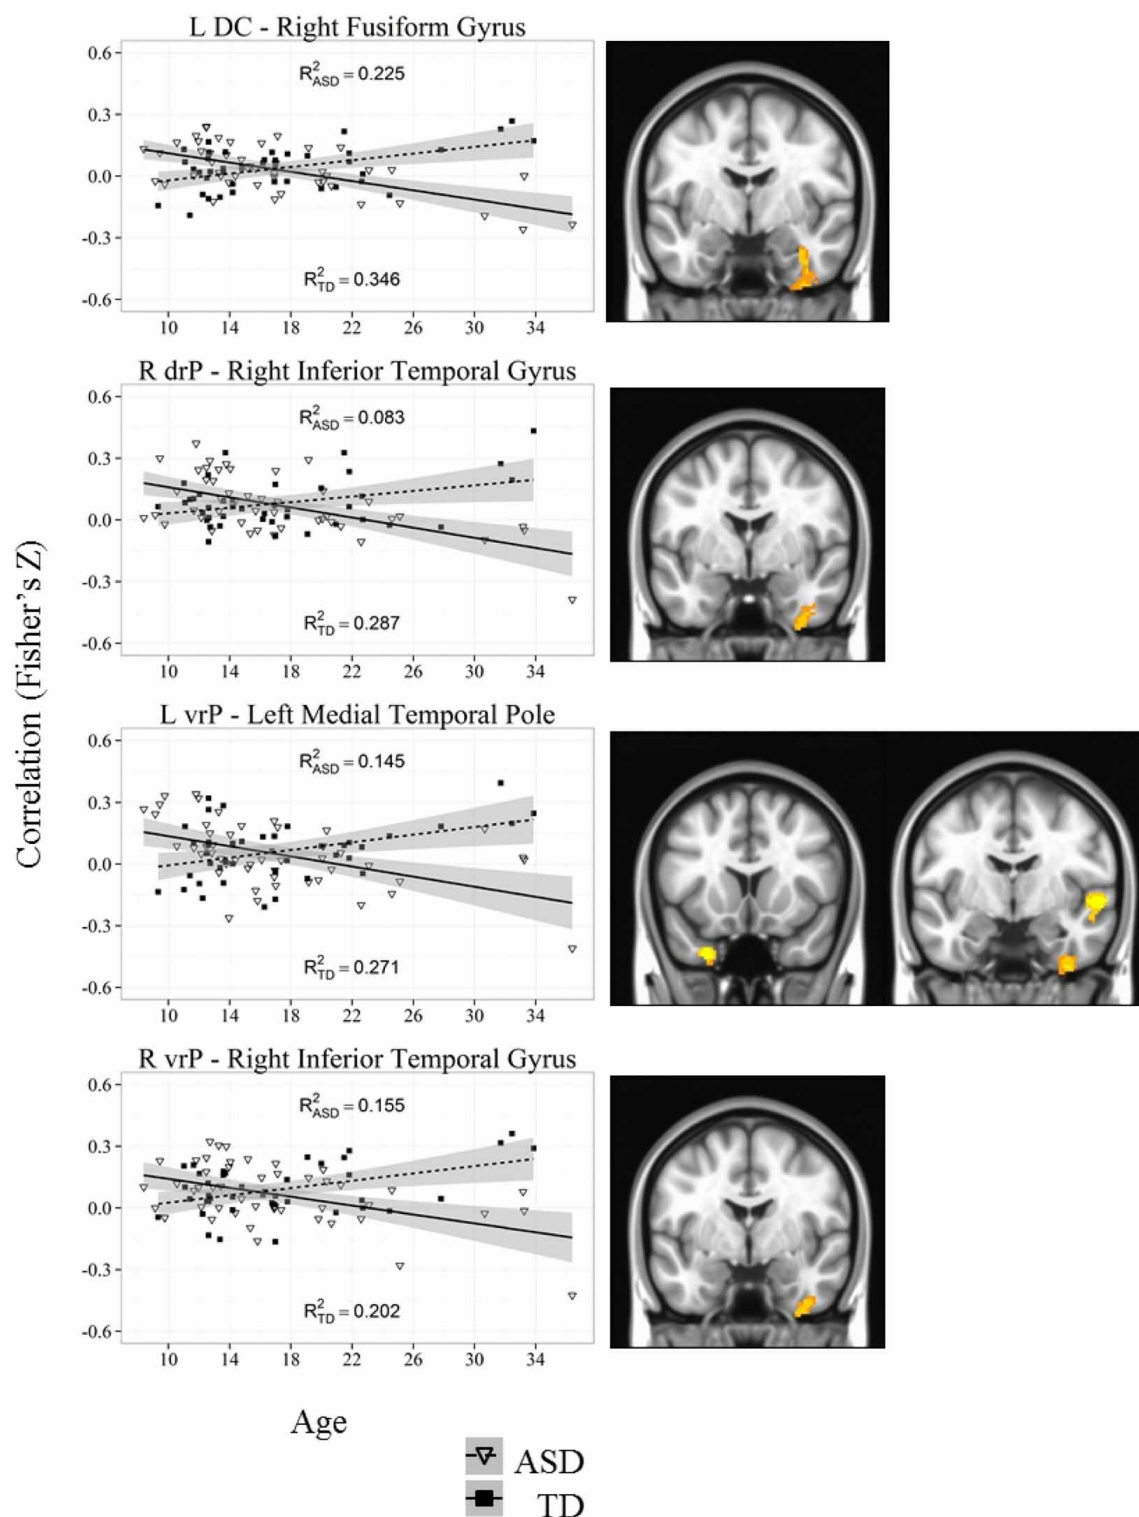 L DC - Right Fusiform Gyrus
R²ASD = 0.225
R²TD = 0.346
0.6
0.3
0.0
-0.3
-0.6
10 14 18 22 26 30 34
R drP - Right Inferior Temporal Gyrus
R²ASD = 0.083
R²TD = 0.287
0.6
0.3
0.0
-0.3
-0.6
10 14 18 22 26 30 34
L vrP - Left Medial Temporal Pole
R²ASD = 0.145
R²TD = 0.271
0.6
0.3
0.0
-0.3
-0.6
10 14 18 22 26 30 34
R vrP - Right Inferior Temporal Gyrus
R²ASD = 0.155
R²TD = 0.202
0.6
0.3
0.0
-0.3
-0.6
10 14 18 22 26 30 34
Correlation (Fisher's Z)
Age
ASD
TD